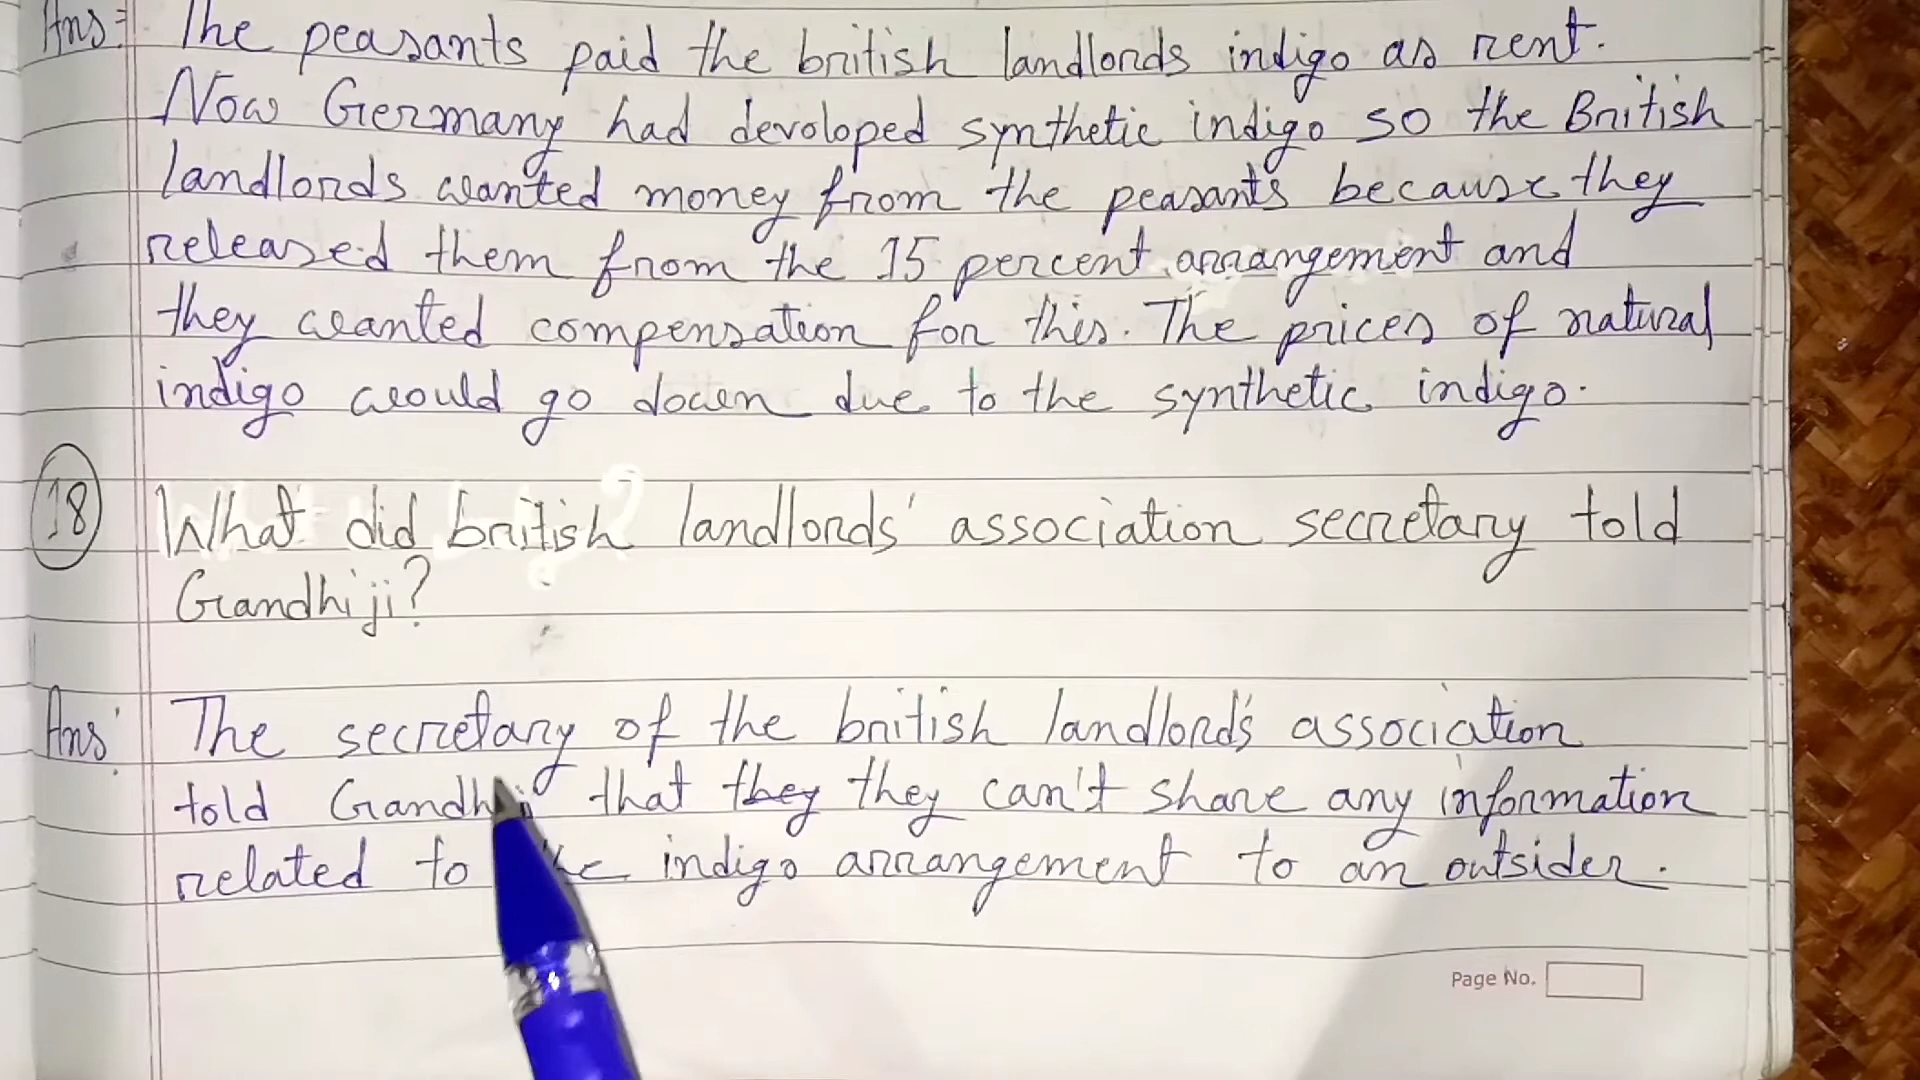 Ans:
The peasants paid the british landlords indigo as rent.
Now Germany had devoloped synthetic indigo so the British
landlords wanted money from the peasants because they
released them from the 15 percent arrangement and
they wanted compensation for this. The prices of natural
indigo would go down due to the synthetic indigo.
18 What did british landlords' association secretary told
Gandhiji?
Ans: The secretary of the british landlord's association
told Gandhi that they they can't share any information
related to indigo arrangement to an outsider.
Page No.